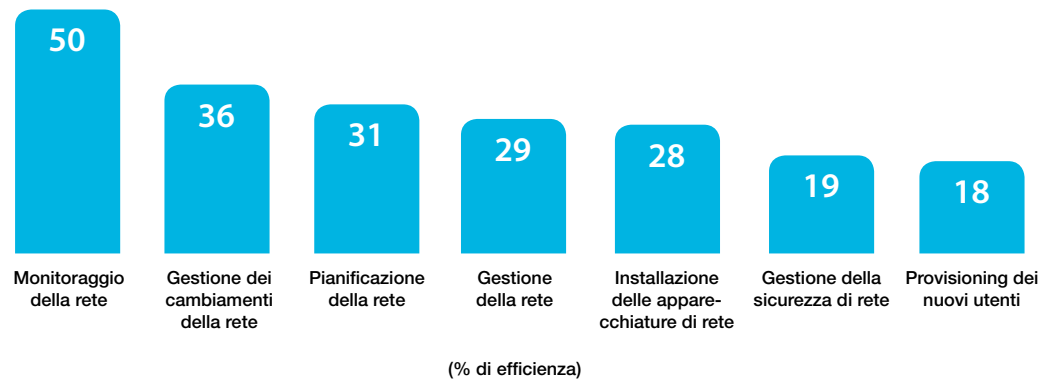 50
36
31
29
28
19
18
Monitoraggio
della rete
Gestione dei
cambiamenti
della rete
Pianificazione
della rete
Gestione
della rete
Installazione
delle appare-
cchiature di rete
Gestione della
sicurezza di rete
Provisioning dei
nuovi utenti
(% di efficienza)